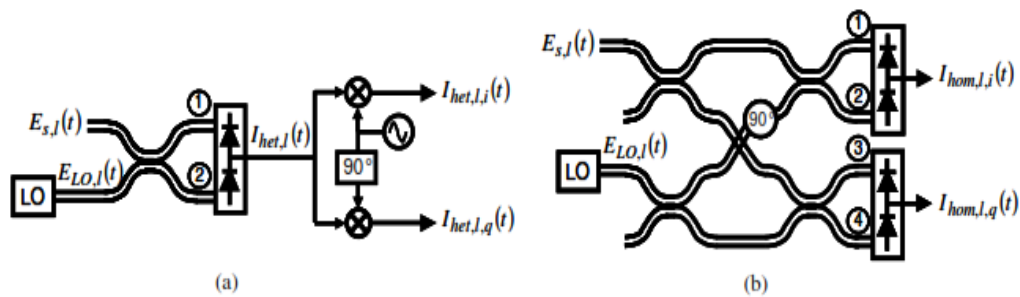 E_{s,l}(t)
E_{LO,l}(t)
LO
①
②
I_{het,l}(t)
90°
I_{het,l,i}(t)
I_{het,l,q}(t)
(a)
E_{s,l}(t)
E_{LO,l}(t)
LO
90°
①
②
③
④
I_{hom,l,i}(t)
I_{hom,l,q}(t)
(b)